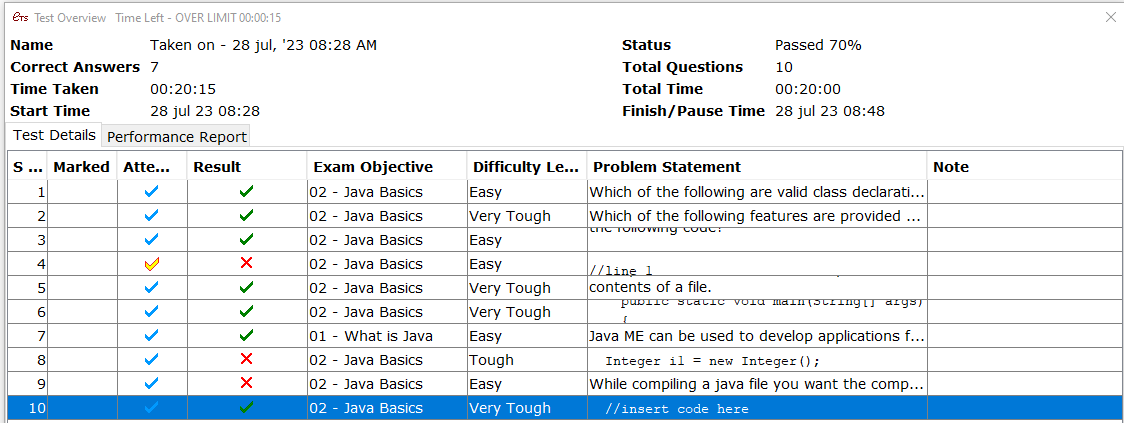 Ets Test Overview Time Left - OVER LIMIT 00:00:15
Name Taken on - 28 jul, '23 08:28 AM Status Passed 70%
Correct Answers 7 Total Questions 10
Time Taken 00:20:15 Total Time 00:20:00
Start Time 28 jul 23 08:28 Finish/Pause Time 28 jul 23 08:48
Test Details Performance Report
S ... Marked Atte... Result Exam Objective Difficulty Le... Problem Statement Note
1 02 - Java Basics Easy Which of the following are valid class declarati...
2 02 - Java Basics Very Tough Which of the following features are provided ...
3 02 - Java Basics Easy the following code?
4 02 - Java Basics Easy //line 1
5 02 - Java Basics Very Tough contents of a file.
6 02 - Java Basics Very Tough public static void main(String[] args)
{
7 01 - What is Java Easy Java ME can be used to develop applications f...
8 02 - Java Basics Tough Integer i1 = new Integer();
9 02 - Java Basics Easy While compiling a java file you want the comp...
10 02 - Java Basics Very Tough //insert code here